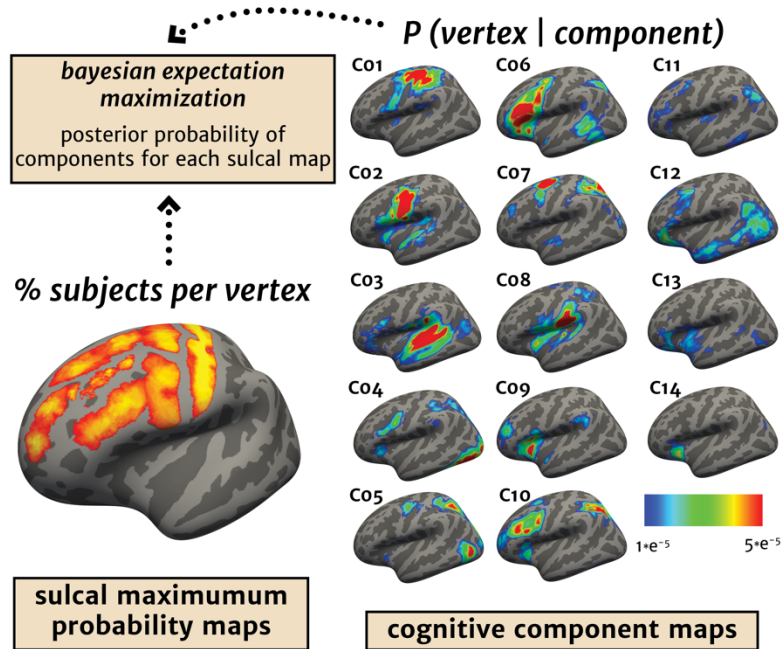 P (vertex | component)
bayesian expectation
maximization
posterior probability of
components for each sulcal map
% subjects per vertex
sulcal maximumum
probability maps
C01
C06
C11
C02
C07
C12
C03
C08
C13
C04
C09
C14
C05
C10
1*e⁻⁵
5*e⁻⁵
cognitive component maps